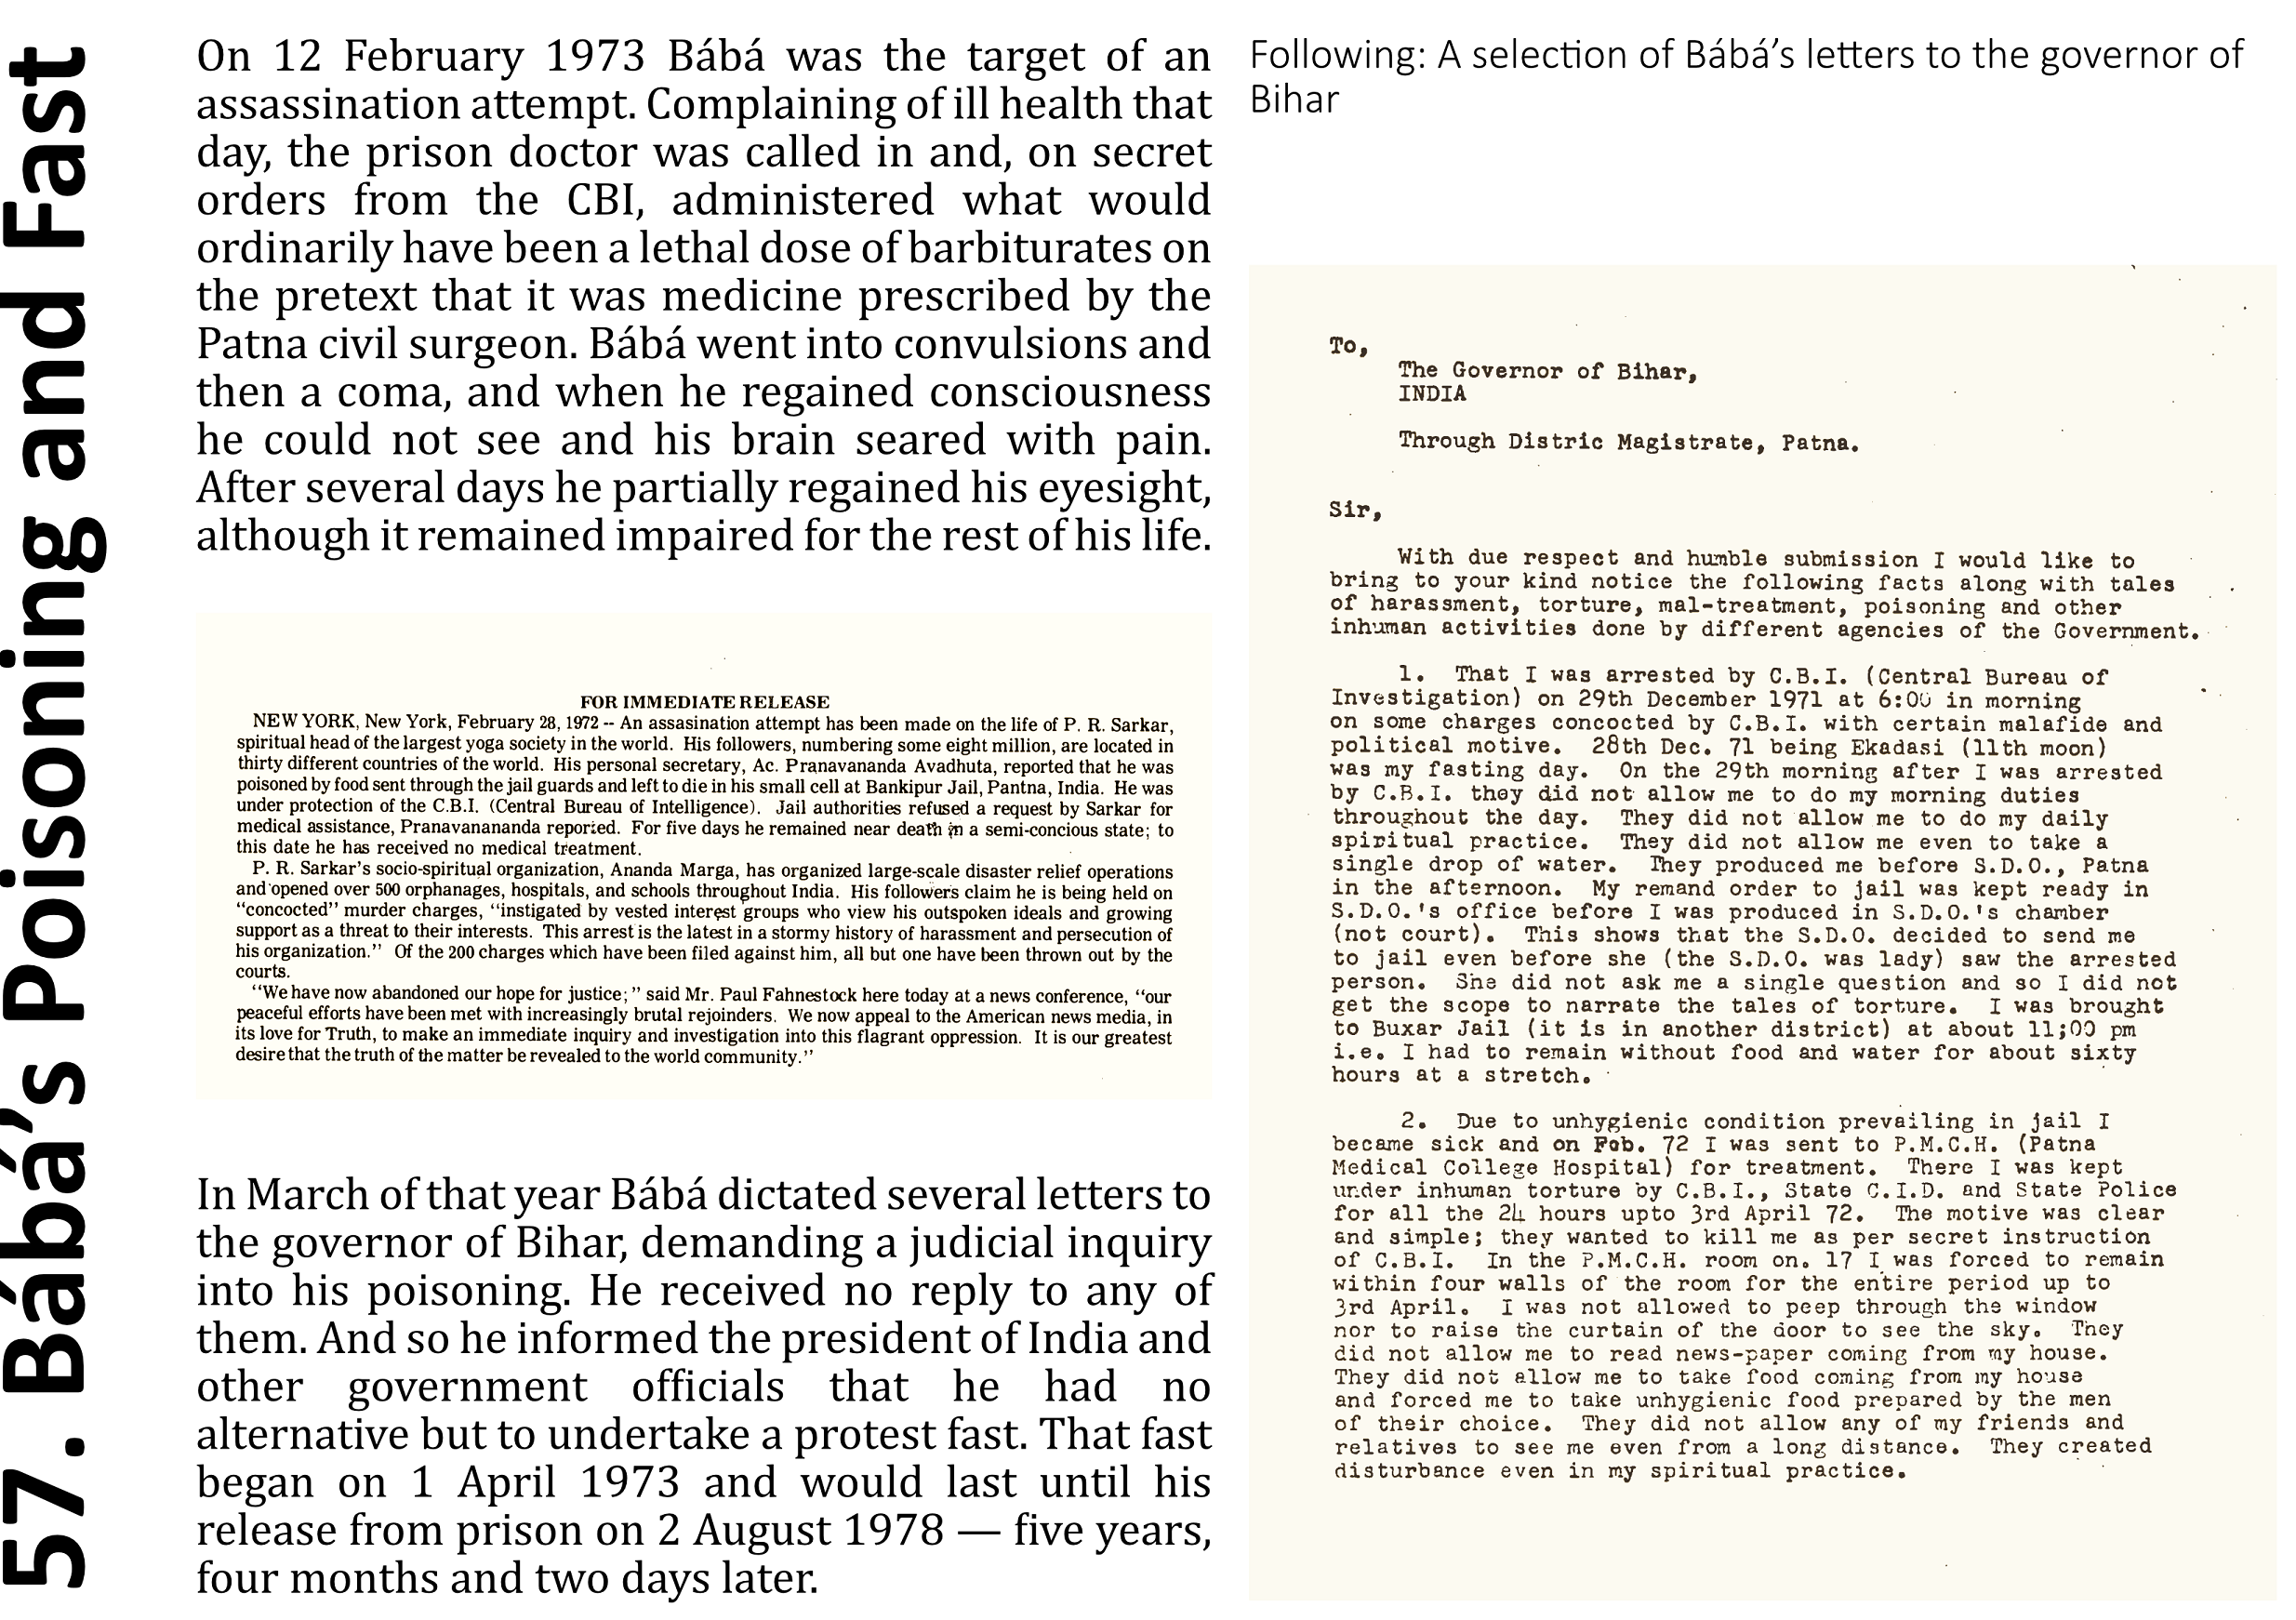 57. Bábá’s Poisoning and Fast
On 12 February 1973 Bábá was the target of an
assassination attempt. Complaining of ill health that
day, the prison doctor was called in and, on secret
orders from the CBI, administered what would
ordinarily have been a lethal dose of barbiturates on
the pretext that it was medicine prescribed by the
Patna civil surgeon. Bábá went into convulsions and
then a coma, and when he regained consciousness
he could not see and his brain seared with pain.
After several days he partially regained his eyesight,
although it remained impaired for the rest of his life.
FOR IMMEDIATE RELEASE
NEW YORK, New York, February 28, 1972 -- An assasination attempt has been made on the life of P. R. Sarkar,
spiritual head of the largest yoga society in the world. His followers, numbering some eight million, are located in
thirty different countries of the world. His personal secretary, Ac. Pranavananda Avadhuta, reported that he was
poisoned by food sent through the jail guards and left to die in his small cell at Bankipur Jail, Pantna, India. He was
under protection of the C.B.I. (Central Bureau of Intelligence). Jail authorities refused a request by Sarkar for
medical assistance, Pranavanananda reported. For five days he remained near death in a semi-concious state; to
this date he has received no medical treatment.
P. R. Sarkar's socio-spiritual organization, Ananda Marga, has organized large-scale disaster relief operations
and opened over 500 orphanages, hospitals, and schools throughout India. His followers claim he is being held on
"concocted" murder charges, "instigated by vested interest groups who view his outspoken ideals and growing
support as a threat to their interests. This arrest is the latest in a stormy history of harassment and persecution of
his organization." Of the 200 charges which have been filed against him, all but one have been thrown out by the
courts.
"We have now abandoned our hope for justice;" said Mr. Paul Fahnestock here today at a news conference, "our
peaceful efforts have been met with increasingly brutal rejoinders. We now appeal to the American news media, in
its love for Truth, to make an immediate inquiry and investigation into this flagrant oppression. It is our greatest
desire that the truth of the matter be revealed to the world community."
In March of that year Bábá dictated several letters to
the governor of Bihar, demanding a judicial inquiry
into his poisoning. He received no reply to any of
them. And so he informed the president of India and
other government officials that he had no
alternative but to undertake a protest fast. That fast
began on 1 April 1973 and would last until his
release from prison on 2 August 1978 — five years,
four months and two days later.
Following: A selection of Bábá’s letters to the governor of
Bihar
To,
The Governor of Bihar,
INDIA
Through Distric Magistrate, Patna.
Sir,
With due respect and humble submission I would like to
bring to your kind notice the following facts along with tales
of harassment, torture, mal-treatment, poisoning and other
inhuman activities done by different agencies of the Government.
1. That I was arrested by C.B.I. (Central Bureau of
Investigation) on 29th December 1971 at 6:00 in morning
on some charges concocted by C.B.I. with certain malafide and
political motive. 28th Dec. 71 being Ekadasi (11th moon)
was my fasting day. On the 29th morning after I was arrested
by C.B.I. they did not allow me to do my morning duties
throughout the day. They did not allow me to do my daily
spiritual practice. They did not allow me even to take a
single drop of water. They produced me before S.D.O., Patna
in the afternoon. My remand order to jail was kept ready in
S.D.O.'s office before I was produced in S.D.O.'s chamber
(not court). This shows that the S.D.O. decided to send me
to jail even before she (the S.D.O. was lady) saw the arrested
person. She did not ask me a single question and so I did not
get the scope to narrate the tales of torture. I was brought
to Buxar Jail (it is in another district) at about 11;00 pm
i.e. I had to remain without food and water for about sixty
hours at a stretch.
2. Due to unhygienic condition prevailing in jail I
became sick and on Feb. 72 I was sent to P.M.C.H. (Patna
Medical College Hospital) for treatment. There I was kept
under inhuman torture by C.B.I., State C.I.D. and State Police
for all the 24 hours upto 3rd April 72. The motive was clear
and simple; they wanted to kill me as per secret instruction
of C.B.I. In the P.M.C.H. room on. 17 I was forced to remain
within four walls of the room for the entire period up to
3rd April. I was not allowed to peep through the window
nor to raise the curtain of the door to see the sky. They
did not allow me to read news-paper coming from my house.
They did not allow me to take food coming from my house
and forced me to take unhygienic food prepared by the men
of their choice. They did not allow any of my friends and
relatives to see me even from a long distance. They created
disturbance even in my spiritual practice.